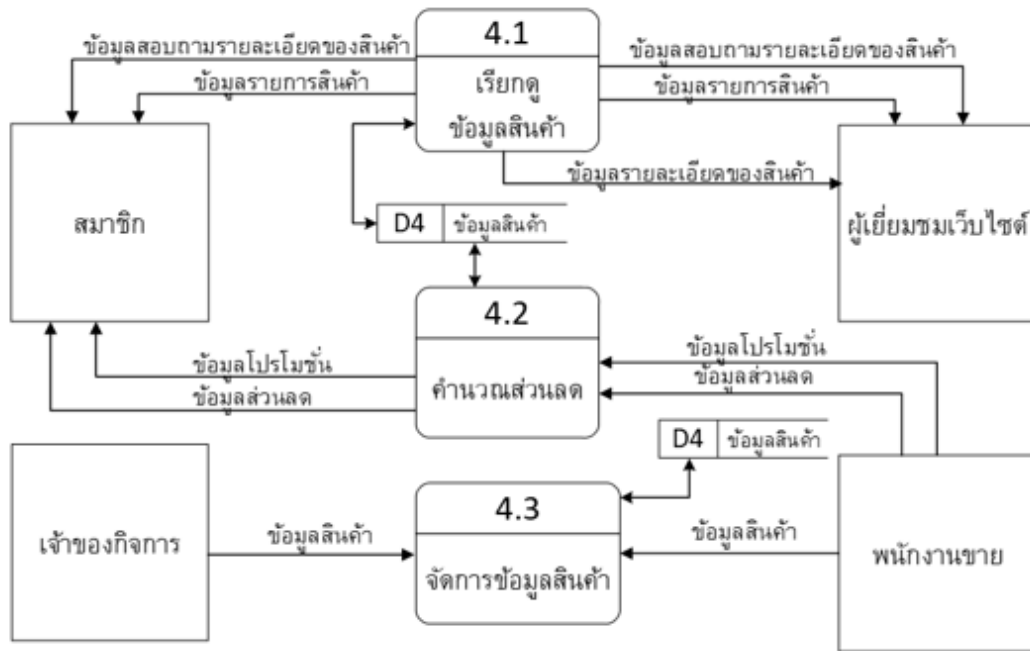 4.1
ข้อมูลสอบถามรายละเอียดของสินค้า
ข้อมูลสอบถามรายละเอียดของสินค้า
ข้อมูลรายการสินค้า
เรียกดู
ข้อมูลรายการสินค้า
ข้อมูลสินค้า
ข้อมูลรายละเอียดของสินค้า
สมาชิก
D4
ข้อมูลสินค้า
ผู้เยี่ยมชมเว็บไซต์
4.2
ข้อมูลโปรโมชั่น
ข้อมูลโปรโมชั่น
ข้อมูลส่วนลด
คำนวณส่วนลด
ข้อมูลส่วนลด
D4
ข้อมูลสินค้า
4.3
เจ้าของกิจการ
ข้อมูลสินค้า
ข้อมูลสินค้า
พนักงานขาย
จัดการข้อมูลสินค้า